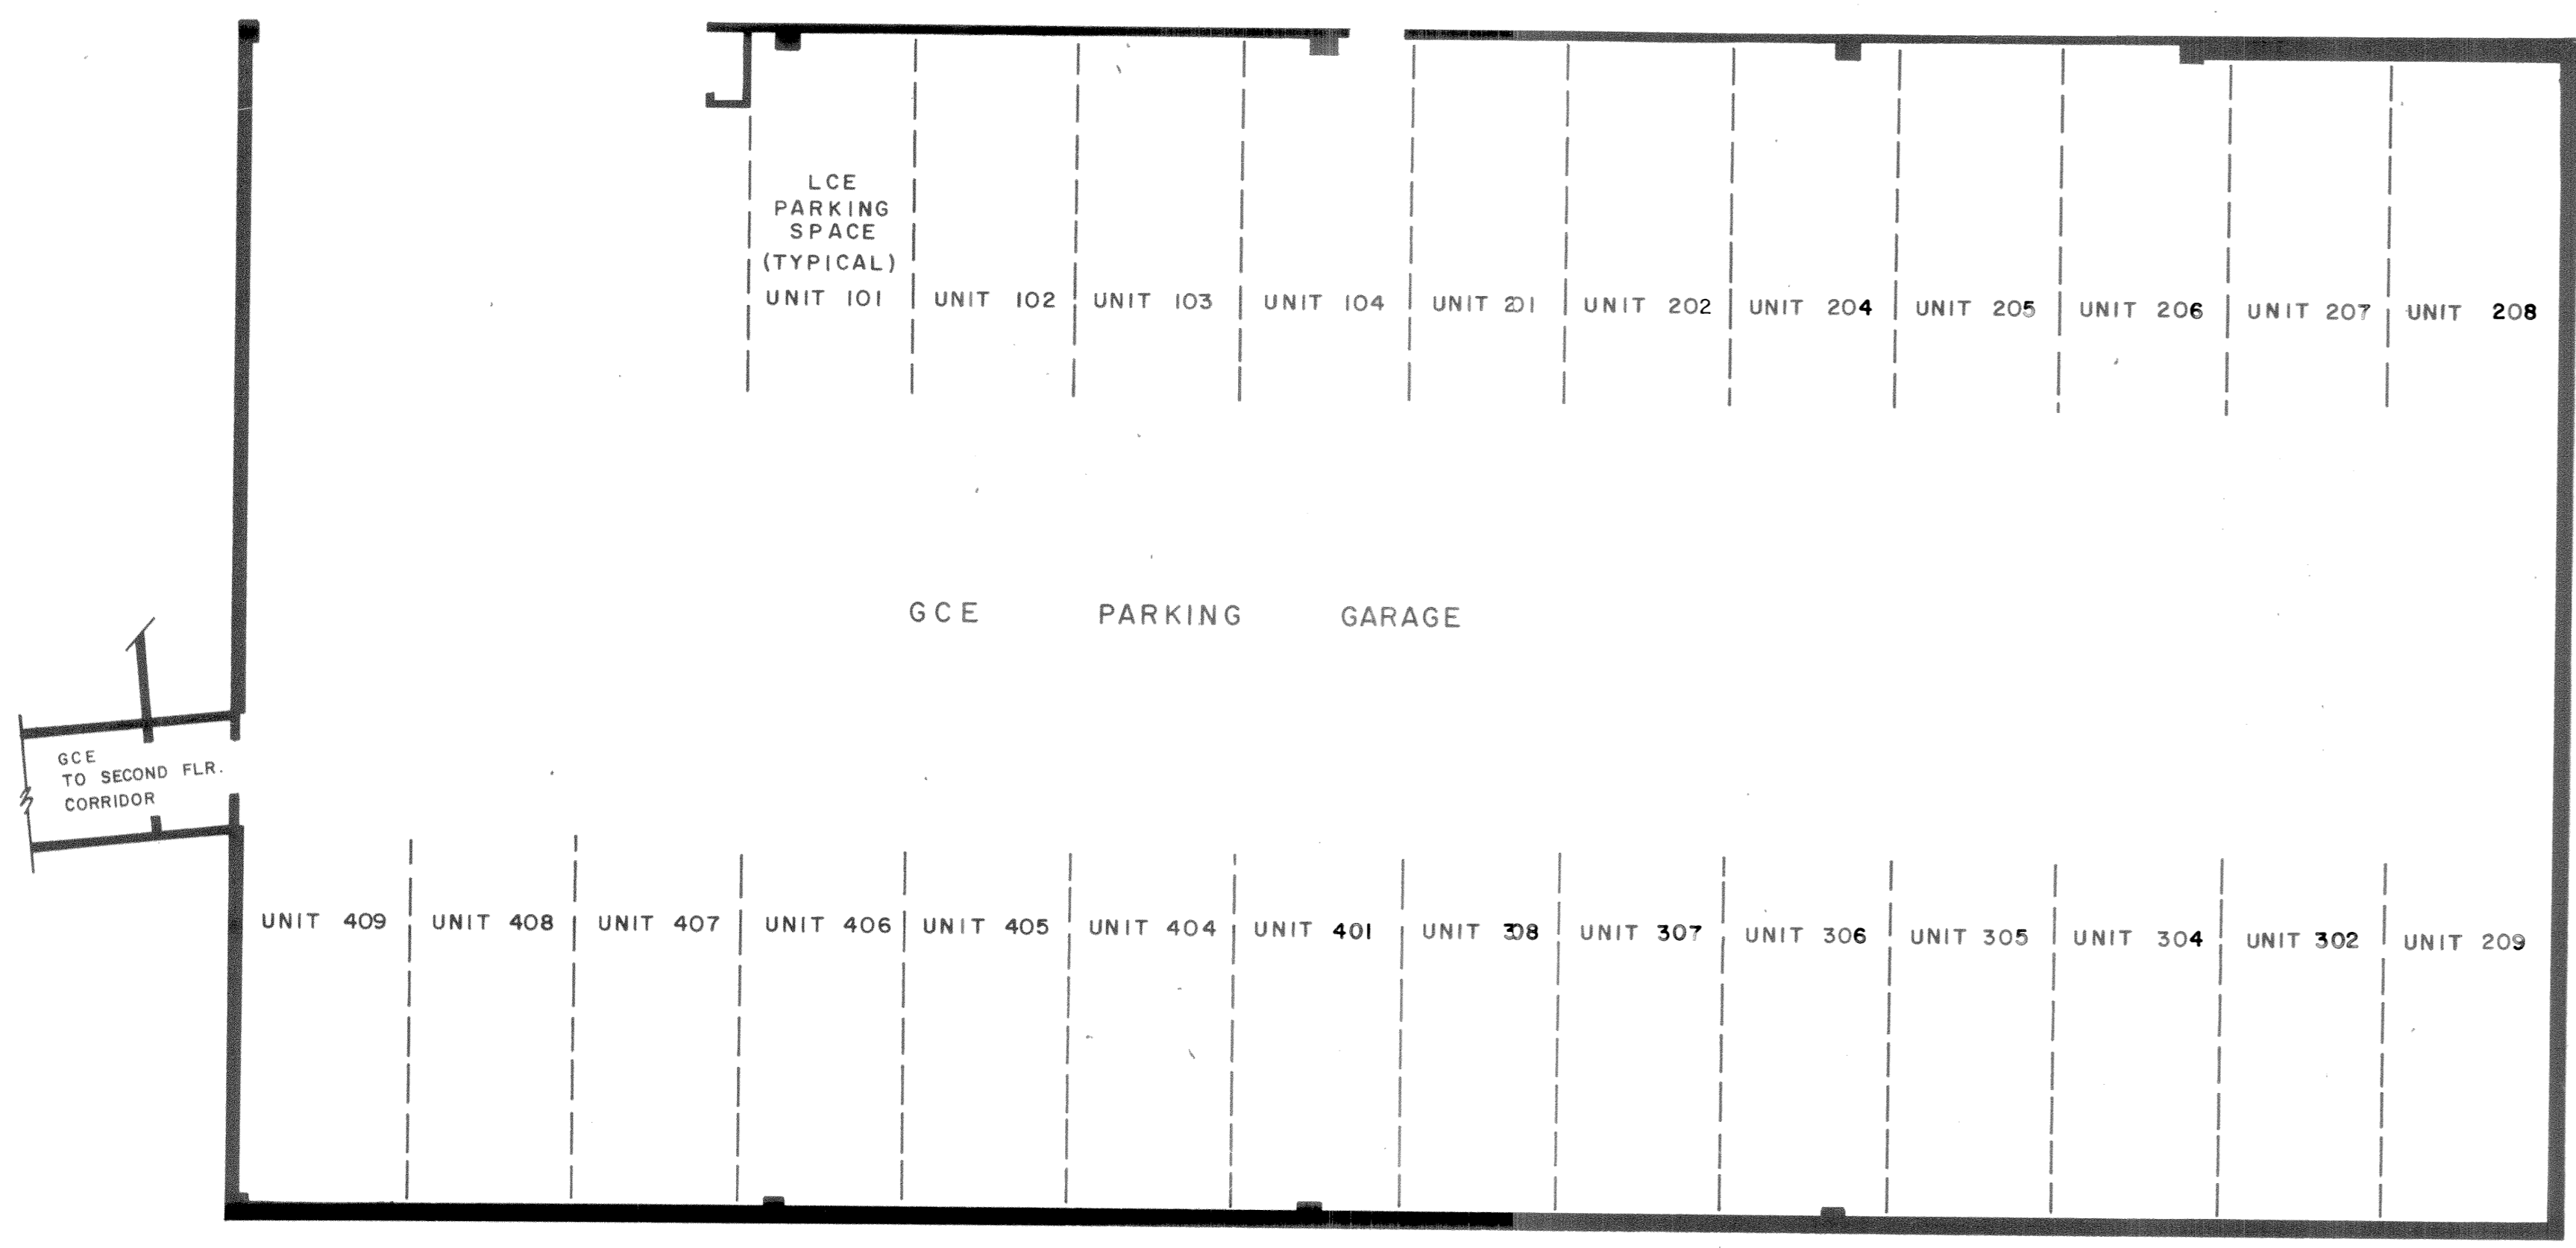 LCE
PARKING
SPACE
(TYPICAL)
UNIT 101
UNIT 102
UNIT 103
UNIT 104
UNIT 201
UNIT 202
UNIT 204
UNIT 205
UNIT 206
UNIT 207
UNIT 208
GCE PARKING GARAGE
GCE
TO SECOND FLR.
CORRIDOR
UNIT 409
UNIT 408
UNIT 407
UNIT 406
UNIT 405
UNIT 404
UNIT 401
UNIT 308
UNIT 307
UNIT 306
UNIT 305
UNIT 304
UNIT 302
UNIT 209